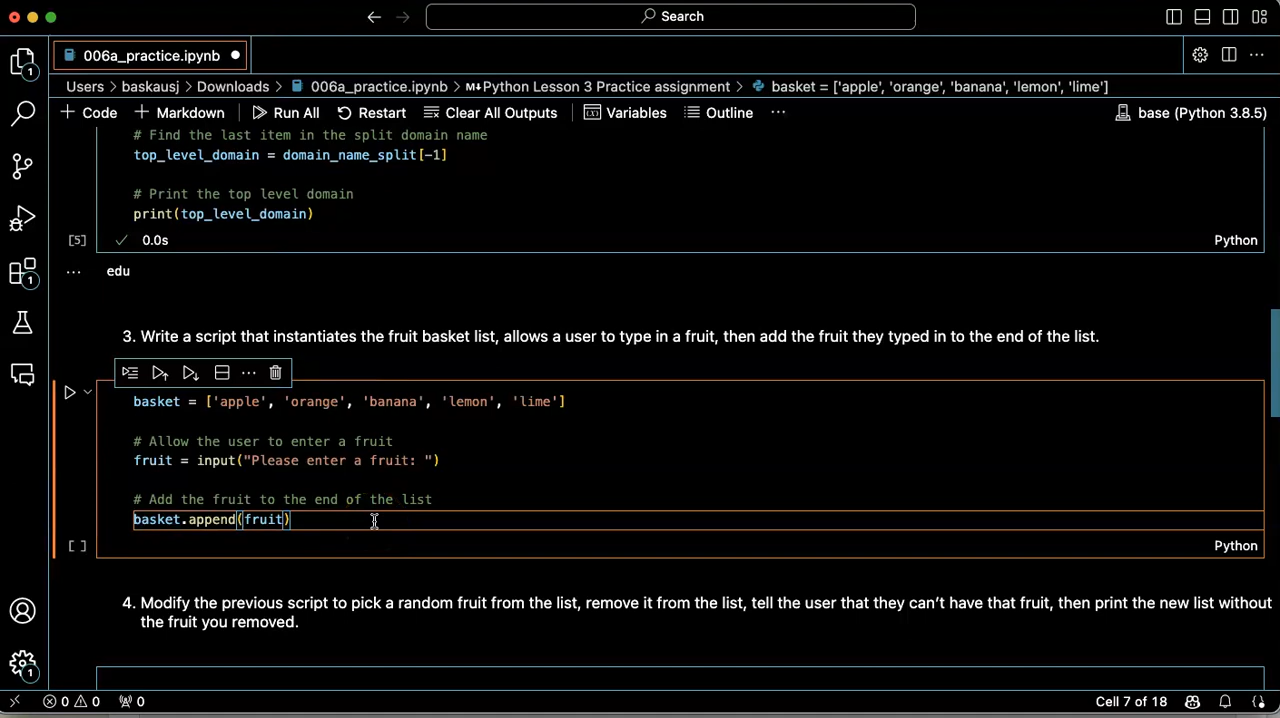 Search
006a_practice.ipynb
Users > baskausj > Downloads > 006a_practice.ipynb > M↓Python Lesson 3 Practice assignment > basket = ['apple', 'orange', 'banana', 'lemon', 'lime']
+ Code + Markdown Run All Restart Clear All Outputs Variables Outline ... base (Python 3.8.5)
# Find the last item in the split domain name
top_level_domain = domain_name_split[-1]
# Print the top level domain
print(top_level_domain)
[5] ✓ 0.0s Python
... edu
3. Write a script that instantiates the fruit basket list, allows a user to type in a fruit, then add the fruit they typed in to the end of the list.
basket = ['apple', 'orange', 'banana', 'lemon', 'lime']
# Allow the user to enter a fruit
fruit = input("Please enter a fruit: ")
# Add the fruit to the end of the list
basket.append(fruit)
[ ] Python
4. Modify the previous script to pick a random fruit from the list, remove it from the list, tell the user that they can't have that fruit, then print the new list without
the fruit you removed.
1
1
1
0 0 0 Cell 7 of 18